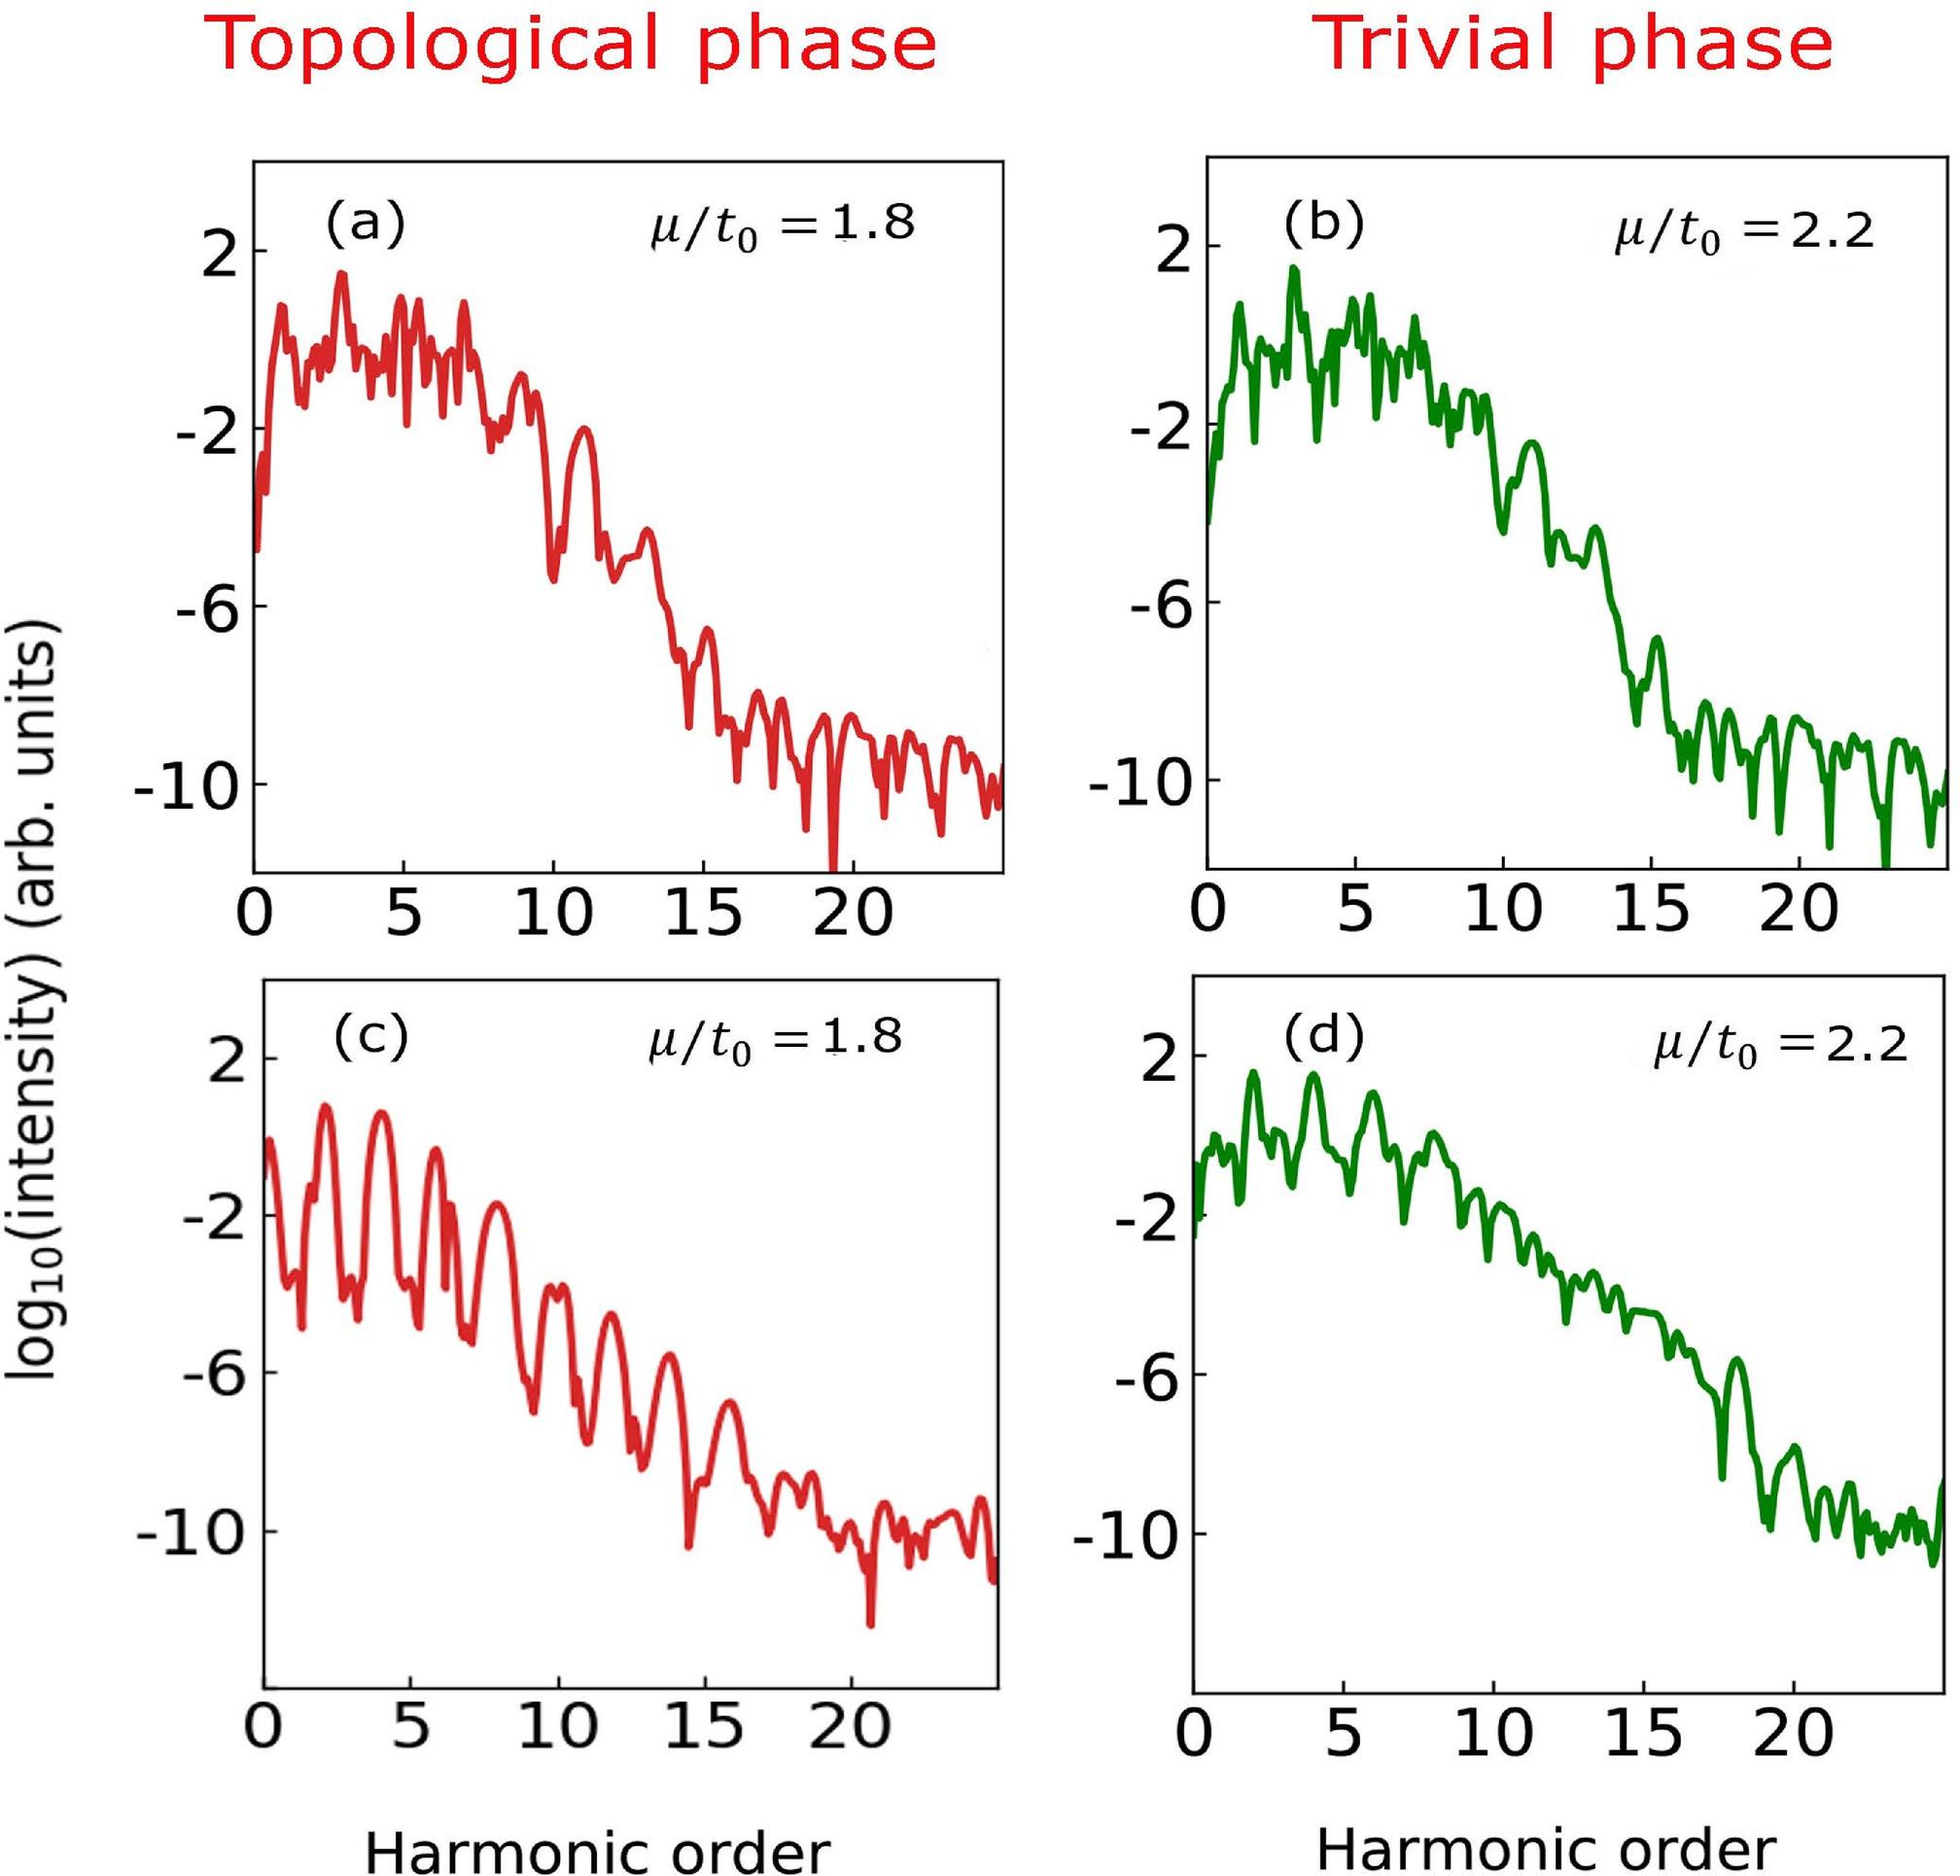 Topological phase
Trivial phase
(a)
μ/t₀ = 1.8
2
-2
-6
-10
0 5 10 15 20
(b)
μ/t₀ = 2.2
2
-2
-6
-10
0 5 10 15 20
log₁₀(intensity) (arb. units)
(c)
μ/t₀ = 1.8
2
-2
-6
-10
0 5 10 15 20
(d)
μ/t₀ = 2.2
2
-2
-6
-10
0 5 10 15 20
Harmonic order
Harmonic order